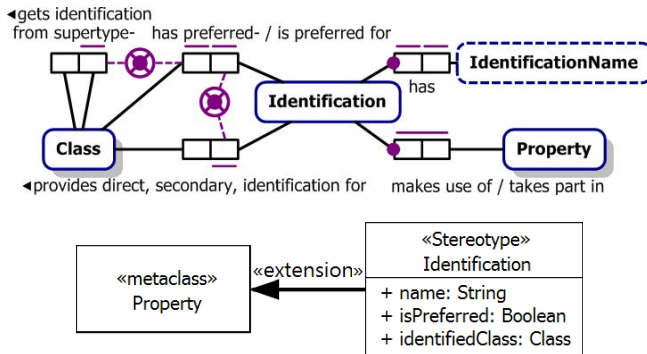 ◄gets identification
from supertype-
has preferred- / is preferred for
IdentificationName
has
Identification
Class
Property
◄provides direct, secondary, identification for
makes use of / takes part in
«metaclass»
Property
«extension»
«Stereotype»
Identification
+ name: String
+ isPreferred: Boolean
+ identifiedClass: Class